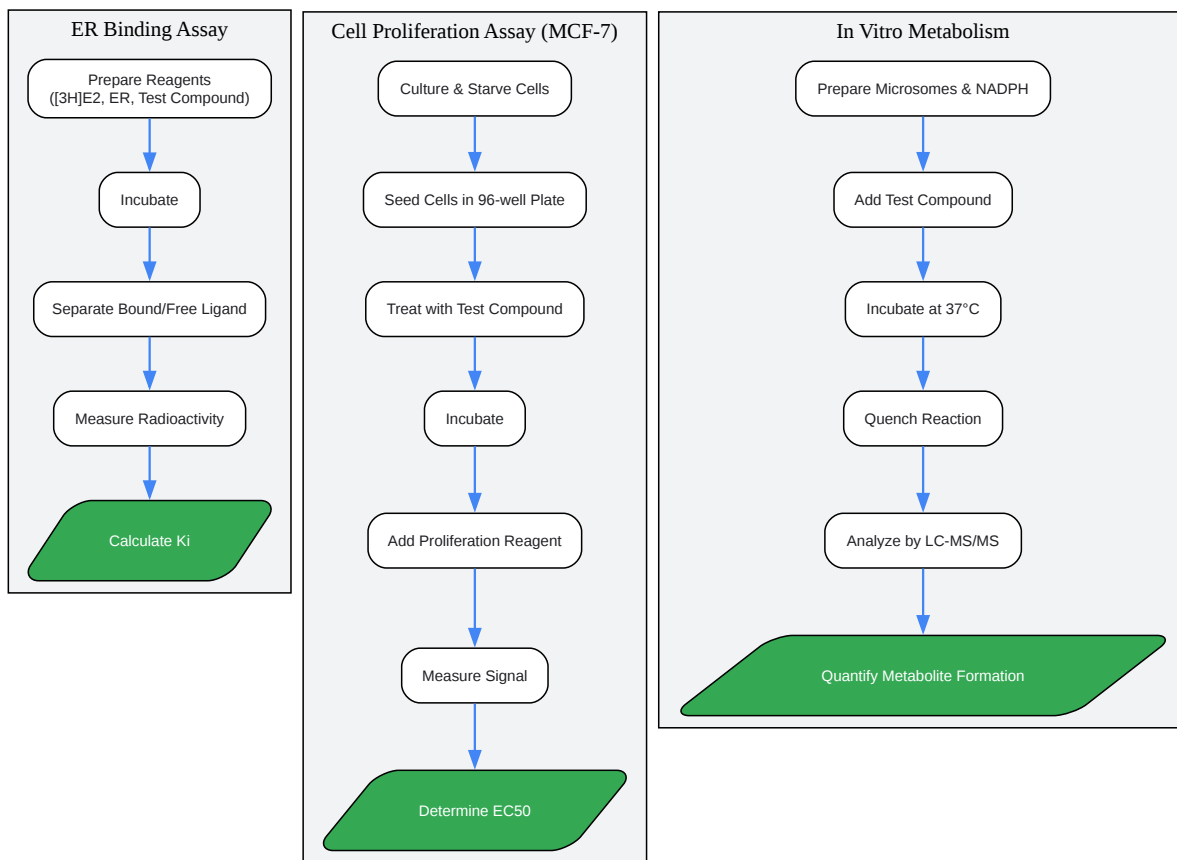 ER Binding Assay
Prepare Reagents
([3H]E2, ER, Test Compound)
Incubate
Separate Bound/Free Ligand
Measure Radioactivity
Calculate Ki
Cell Proliferation Assay (MCF-7)
Culture & Starve Cells
Seed Cells in 96-well Plate
Treat with Test Compound
Incubate
Add Proliferation Reagent
Measure Signal
Determine EC50
In Vitro Metabolism
Prepare Microsomes & NADPH
Add Test Compound
Incubate at 37°C
Quench Reaction
Analyze by LC-MS/MS
Quantify Metabolite Formation